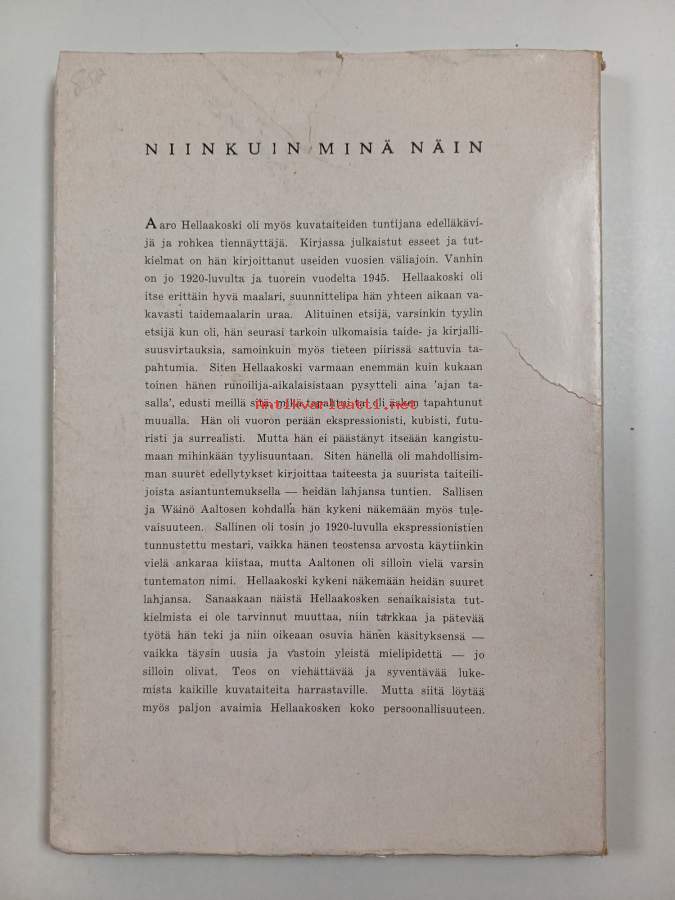 NIINKUIN MINÄ NÄIN
Aaro Hellaakoski oli myös kuvataiteiden tuntijana edelläkävi-
jä ja rohkea tiennäyttäjä. Kirjassa julkaistut esseet ja tut-
kielmat on hän kirjoittanut useiden vuosien väliajoin. Vanhin
on jo 1920-luvulta ja tuorein vuodelta 1945. Hellaakoski oli
itse erittäin hyvä maalari, suunnittelipa hän yhteen aikaan va-
kavasti taidemaalarin uraa. Alituinen etsijä, varsinkin tyylin
etsijä kun oli, hän seurasi tarkoin ulkomaisia taide- ja kirjalli-
suusvirtauksia, samoinkuin myös tieteen piirissä sattuvia ta-
pahtumia. Siten Hellaakoski varmaan enemmän kuin kukaan
toinen hänen runoilija-aikalaisistaan pysytteli aina 'ajan ta-
salla', edusti meillä sitä, mikä tapahtui tai oli äsken tapahtunut
Antikvariaatti.net
muualla. Hän oli vuoron perään ekspressionisti, kubisti, futu-
risti ja surrealisti. Mutta hän ei päästänyt itseään kangistu-
maan mihinkään tyylisuuntaan. Siten hänellä oli mahdollisim-
man suuret edellytykset kirjoittaa taiteesta ja suurista taiteili-
joista asiantuntemuksella — heidän lahjansa tuntien. Sallisen
ja Wäinö Aaltosen kohdalla hän kykeni näkemään myös tule-
vaisuuteen. Sallinen oli tosin jo 1920-luvulla ekspressionistien
tunnustettu mestari, vaikka hänen teostensa arvosta käytiinkin
vielä ankaraa kiistaa, mutta Aaltonen oli silloin vielä varsin
tuntematon nimi. Hellaakoski kykeni näkemään heidän suuret
lahjansa. Sanaakaan näistä Hellaakosken senaikaisista tut-
kielmista ei ole tarvinnut muuttaa, niin tarkkaa ja pätevää
työtä hän teki ja niin oikeaan osuvia hänen käsityksensä —
vaikka täysin uusia ja vastoin yleistä mielipidettä — jo
silloin olivat. Teos on viehättävää ja syventävää luke-
mista kaikille kuvataiteita harrastaville. Mutta siitä löytää
myös paljon avaimia Hellaakosken koko persoonallisuuteen.